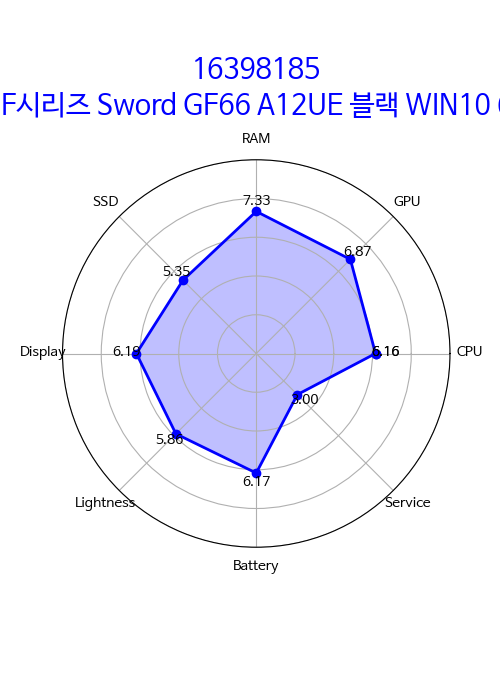 16398185
F시리즈 Sword GF66 A12UE 블랙 WIN10
RAM
SSD
GPU
7.33
6.87
5.35
Display
6.19
6.16
CPU
3.00
5.86
6.17
Lightness
Service
Battery